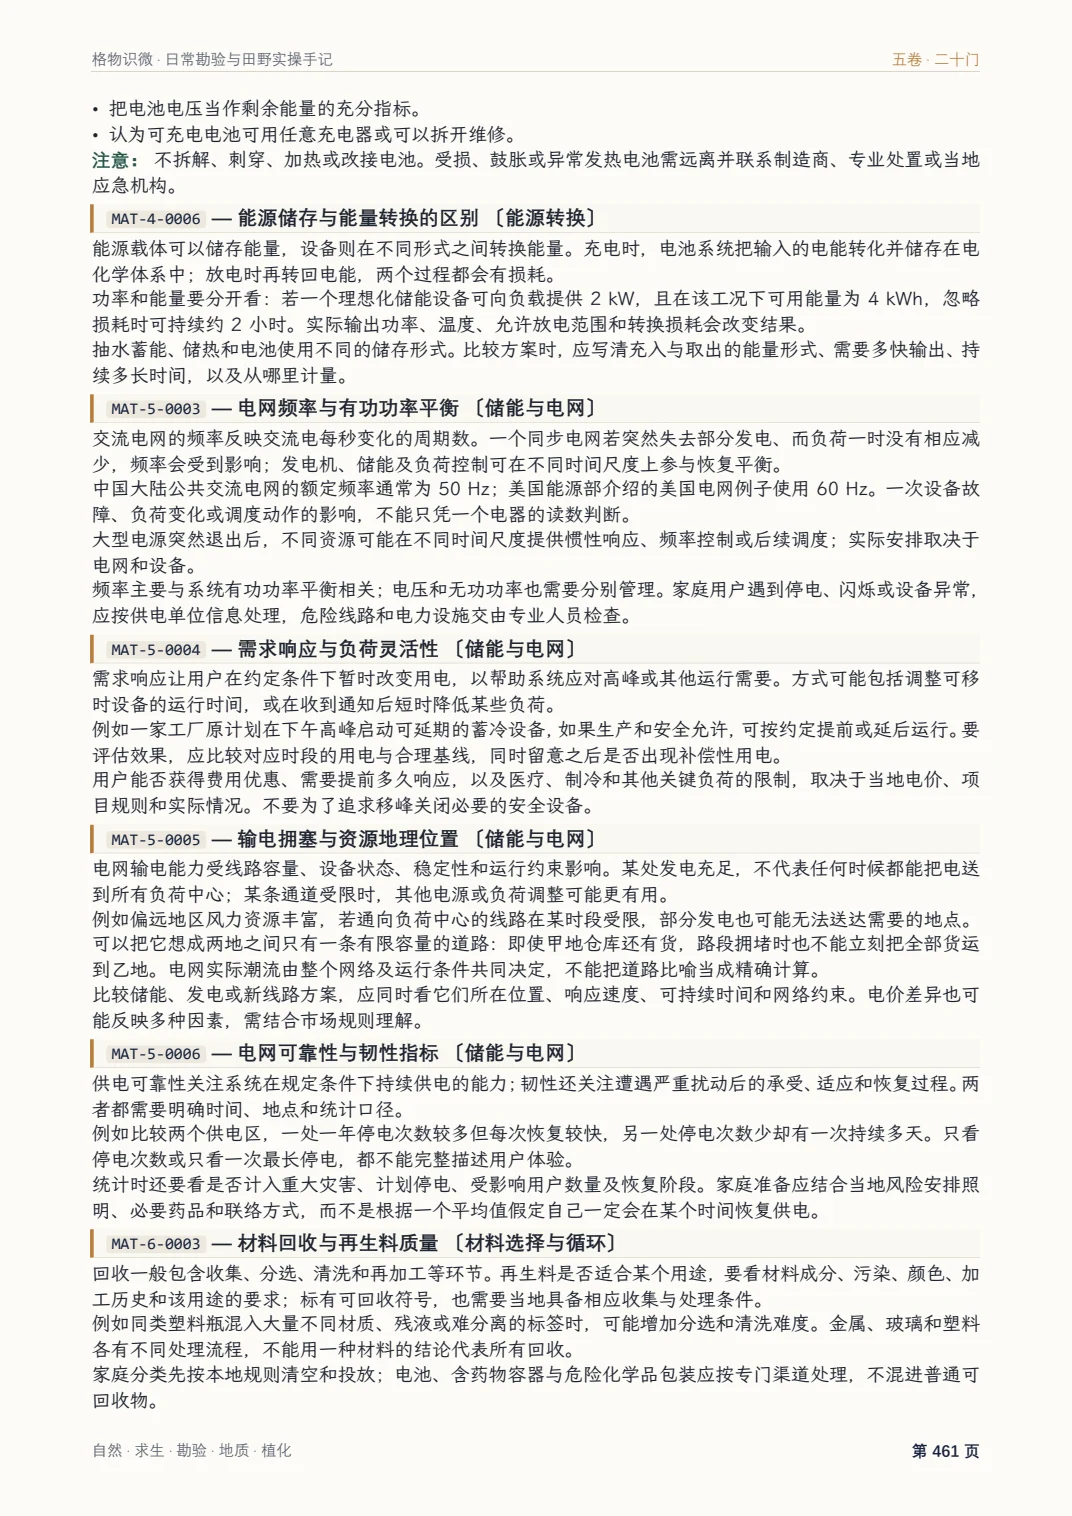 格物识微 · 日常勘验与田野实操手记
五卷 · 二十门
• 把电池电压当作剩余能量的充分指标。
• 认为可充电电池可用任意充电器或可以拆开维修。
注意： 不拆解、刺穿、加热或改接电池。受损、鼓胀或异常发热电池需远离并联系制造商、专业处置或当地
应急机构。
MAT-4-0006 — 能源储存与能量转换的区别 〔能源转换〕
能源载体可以储存能量，设备则在不同形式之间转换能量。充电时，电池系统把输入的电能转化并储存在电
化学体系中；放电时再转回电能，两个过程都会有损耗。
功率和能量要分开看：若一个理想化储能设备可向负载提供 2 kW，且在该工况下可用能量为 4 kWh，忽略
损耗时可持续约 2 小时。实际输出功率、温度、允许放电范围和转换损耗会改变结果。
抽水蓄能、储热和电池使用不同的储存形式。比较方案时，应写清充入与取出的能量形式、需要多快输出、持
续多长时间，以及从哪里计量。
MAT-5-0003 — 电网频率与有功功率平衡 〔储能与电网〕
交流电网的频率反映交流电每秒变化的周期数。一个同步电网若突然失去部分发电、而负荷一时没有相应减
少，频率会受到影响；发电机、储能及负荷控制可在不同时间尺度上参与恢复平衡。
中国大陆公共交流电网的额定频率通常为 50 Hz；美国能源部介绍的美国电网例子使用 60 Hz。一次设备故
障、负荷变化或调度动作的影响，不能只凭一个电器的读数判断。
大型电源突然退出后，不同资源可能在不同时间尺度提供惯性响应、频率控制或后续调度；实际安排取决于
电网和设备。
频率主要与系统有功功率平衡相关；电压和无功功率也需要分别管理。家庭用户遇到停电、闪烁或设备异常，
应按供电单位信息处理，危险线路和电力设施交由专业人员检查。
MAT-5-0004 — 需求响应与负荷灵活性 〔储能与电网〕
需求响应让用户在约定条件下暂时改变用电，以帮助系统应对高峰或其他运行需要。方式可能包括调整可移
时设备的运行时间，或在收到通知后短时降低某些负荷。
例如一家工厂原计划在下午高峰启动可延期的蓄冷设备，如果生产和安全允许，可按约定提前或延后运行。要
评估效果，应比较对应时段的用电与合理基线，同时留意之后是否出现补偿性用电。
用户能否获得费用优惠、需要提前多久响应，以及医疗、制冷和其他关键负荷的限制，取决于当地电价、项
目规则和实际情况。不要为了追求移峰关闭必要的安全设备。
MAT-5-0005 — 输电拥塞与资源地理位置 〔储能与电网〕
电网输电能力受线路容量、设备状态、稳定性和运行约束影响。某处发电充足，不代表任何时候都能把电送
到所有负荷中心；某条通道受限时，其他电源或负荷调整可能更有用。
例如偏远地区风力资源丰富，若通向负荷中心的线路在某时段受限，部分发电也可能无法送达需要的地点。
可以把它想成两地之间只有一条有限容量的道路：即使甲地仓库还有货，路段拥堵时也不能立刻把全部货运
到乙地。电网实际潮流由整个网络及运行条件共同决定，不能把道路比喻当成精确计算。
比较储能、发电或新线路方案，应同时看它们所在位置、响应速度、可持续时间和网络约束。电价差异也可
能反映多种因素，需结合市场规则理解。
MAT-5-0006 — 电网可靠性与韧性指标 〔储能与电网〕
供电可靠性关注系统在规定条件下持续供电的能力；韧性还关注遭遇严重扰动后的承受、适应和恢复过程。两
者都需要明确时间、地点和统计口径。
例如比较两个供电区，一处一年停电次数较多但每次恢复较快，另一处停电次数少却有一次持续多天。只看
停电次数或只看一次最长停电，都不能完整描述用户体验。
统计时还要看是否计入重大灾害、计划停电、受影响用户数量及恢复阶段。家庭准备应结合当地风险安排照
明、必要药品和联络方式，而不是根据一个平均值假定自己一定会在某个时间恢复供电。
MAT-6-0003 — 材料回收与再生料质量 〔材料选择与循环〕
回收一般包含收集、分选、清洗和再加工等环节。再生料是否适合某个用途，要看材料成分、污染、颜色、加
工历史和该用途的要求；标有可回收符号，也需要当地具备相应收集与处理条件。
例如同类塑料瓶混入大量不同材质、残液或难分离的标签时，可能增加分选和清洗难度。金属、玻璃和塑料
各有不同处理流程，不能用一种材料的结论代表所有回收。
家庭分类先按本地规则清空和投放；电池、含药物容器与危险化学品包装应按专门渠道处理，不混进普通可
回收物。
自然 · 求生 · 勘验 · 地质 · 植化
第 461 页